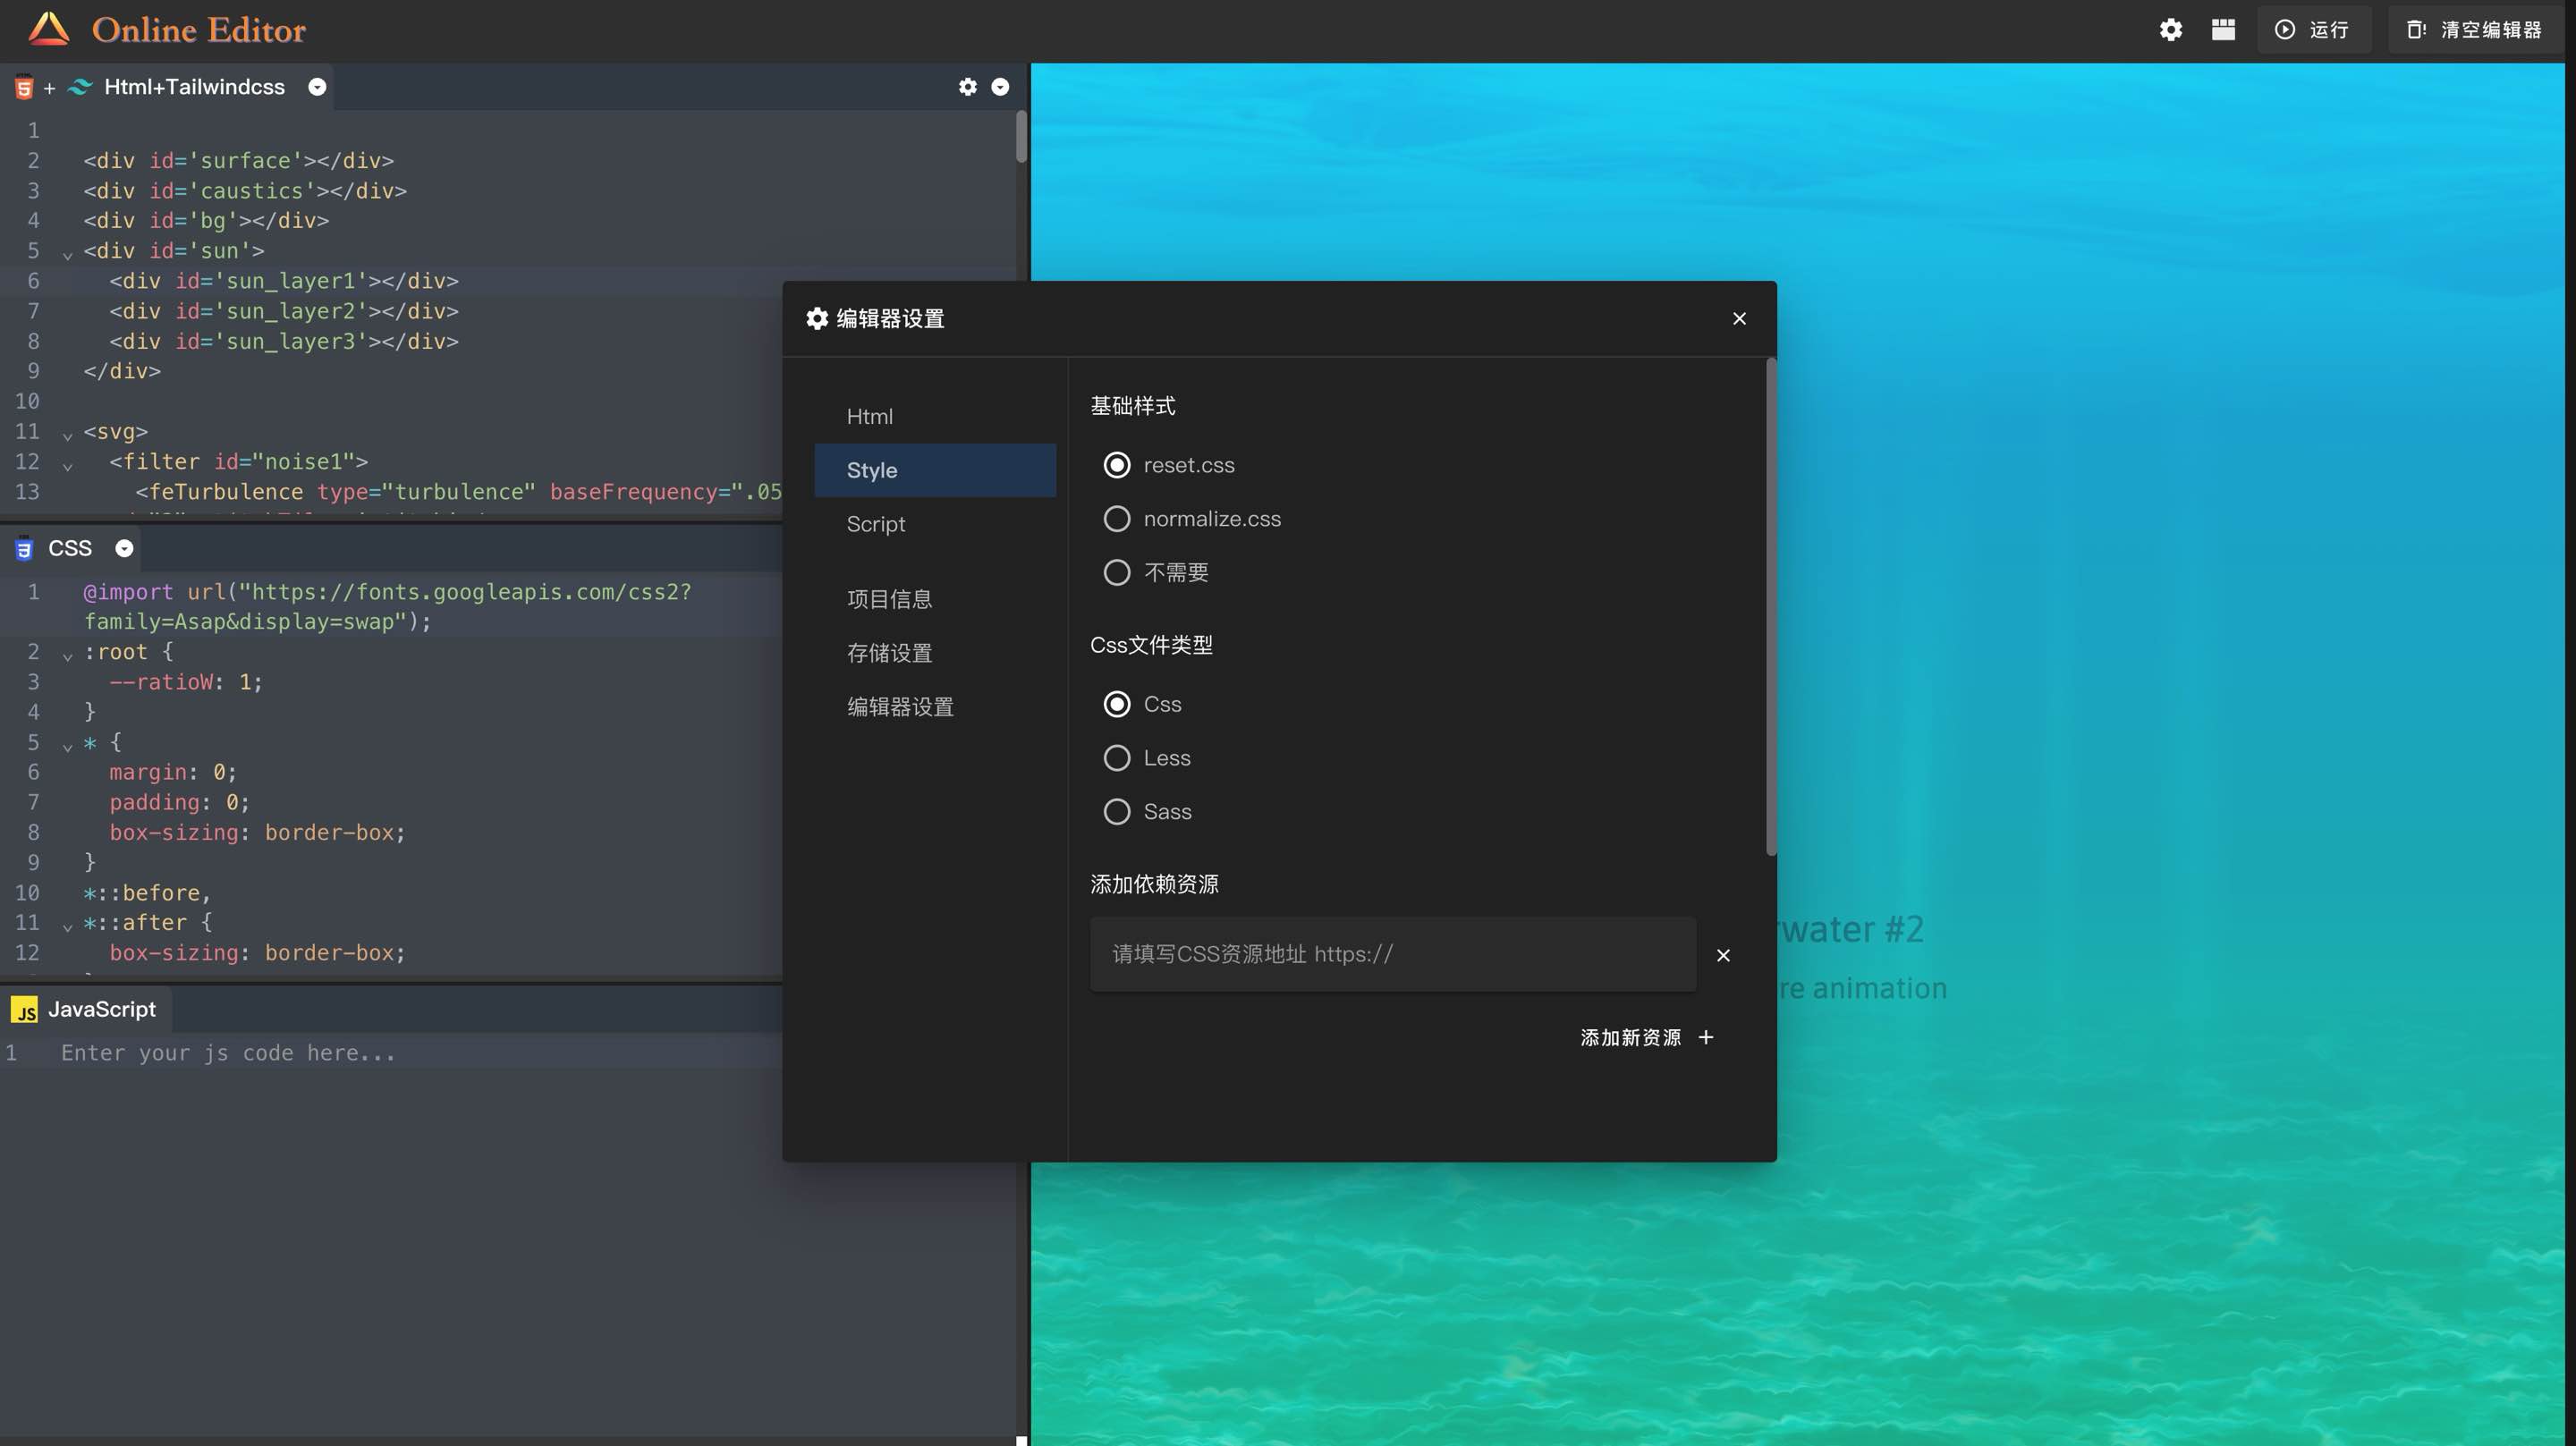 Online Editor
运行
清空编辑器
+ Html+Tailwindcss
1
2 <div id='surface'></div>
3 <div id='caustics'></div>
4 <div id='bg'></div>
5 <div id='sun'>
6 <div id='sun_layer1'></div>
7 <div id='sun_layer2'></div>
8 <div id='sun_layer3'></div>
9 </div>
10
11 <svg>
12 <filter id="noise1">
13 <feTurbulence type="turbulence" baseFrequency=".05
CSS
1 @import url("https://fonts.googleapis.com/css2?
family=Asap&display=swap");
2 :root {
3 --ratioW: 1;
4 }
5 * {
6 margin: 0;
7 padding: 0;
8 box-sizing: border-box;
9 }
10 *::before,
11 *::after {
12 box-sizing: border-box;
JS JavaScript
1 Enter your js code here...
编辑器设置
Html
Style
Script
项目信息
存储设置
编辑器设置
基础样式
reset.css
normalize.css
不需要
Css文件类型
Css
Less
Sass
添加依赖资源
请填写CSS资源地址 https://
添加新资源 +
water #2
re animation